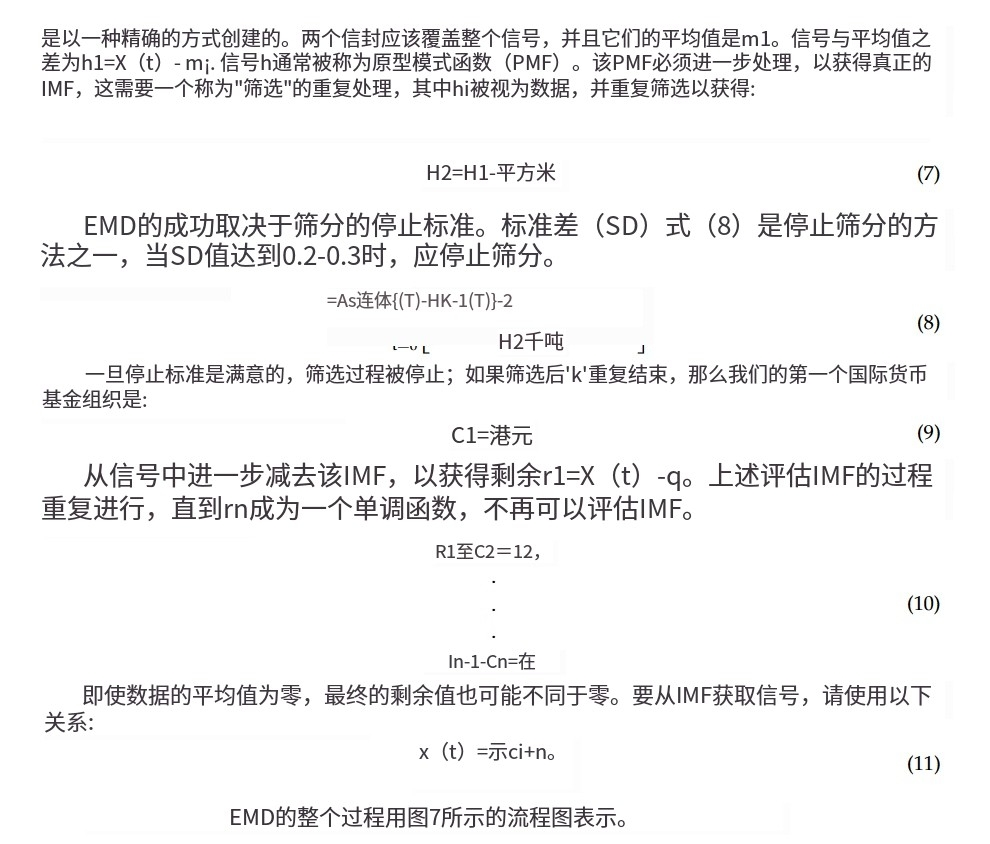 是以一种精确的方式创建的。两个信封应该覆盖整个信号，并且它们的平均值是m1。信号与平均值之
差为h1=X（t）- m¡. 信号h通常被称为原型模式函数（PMF）。该PMF必须进一步处理，以获得真正的
IMF，这需要一个称为"筛选"的重复处理，其中hi被视为数据，并重复筛选以获得:
H2=H1-平方米 (7)
EMD的成功取决于筛分的停止标准。标准差（SD）式（8）是停止筛分的方
法之一，当SD值达到0.2-0.3时，应停止筛分。
=As连体{(T)-HK-1(T)}-2
(8)
H2千吨
一旦停止标准是满意的，筛选过程被停止；如果筛选后'k'重复结束，那么我们的第一个国际货币
基金组织是:
C1=港元 (9)
从信号中进一步减去该IMF，以获得剩余r1=X（t）-q。上述评估IMF的过程
重复进行，直到rn成为一个单调函数，不再可以评估IMF。
R1至C2＝12，
.
. (10)
.
In-1-Cn=在
即使数据的平均值为零，最终的剩余值也可能不同于零。要从IMF获取信号，请使用以下
关系:
x（t）=示ci+n。 (11)
EMD的整个过程用图7所示的流程图表示。